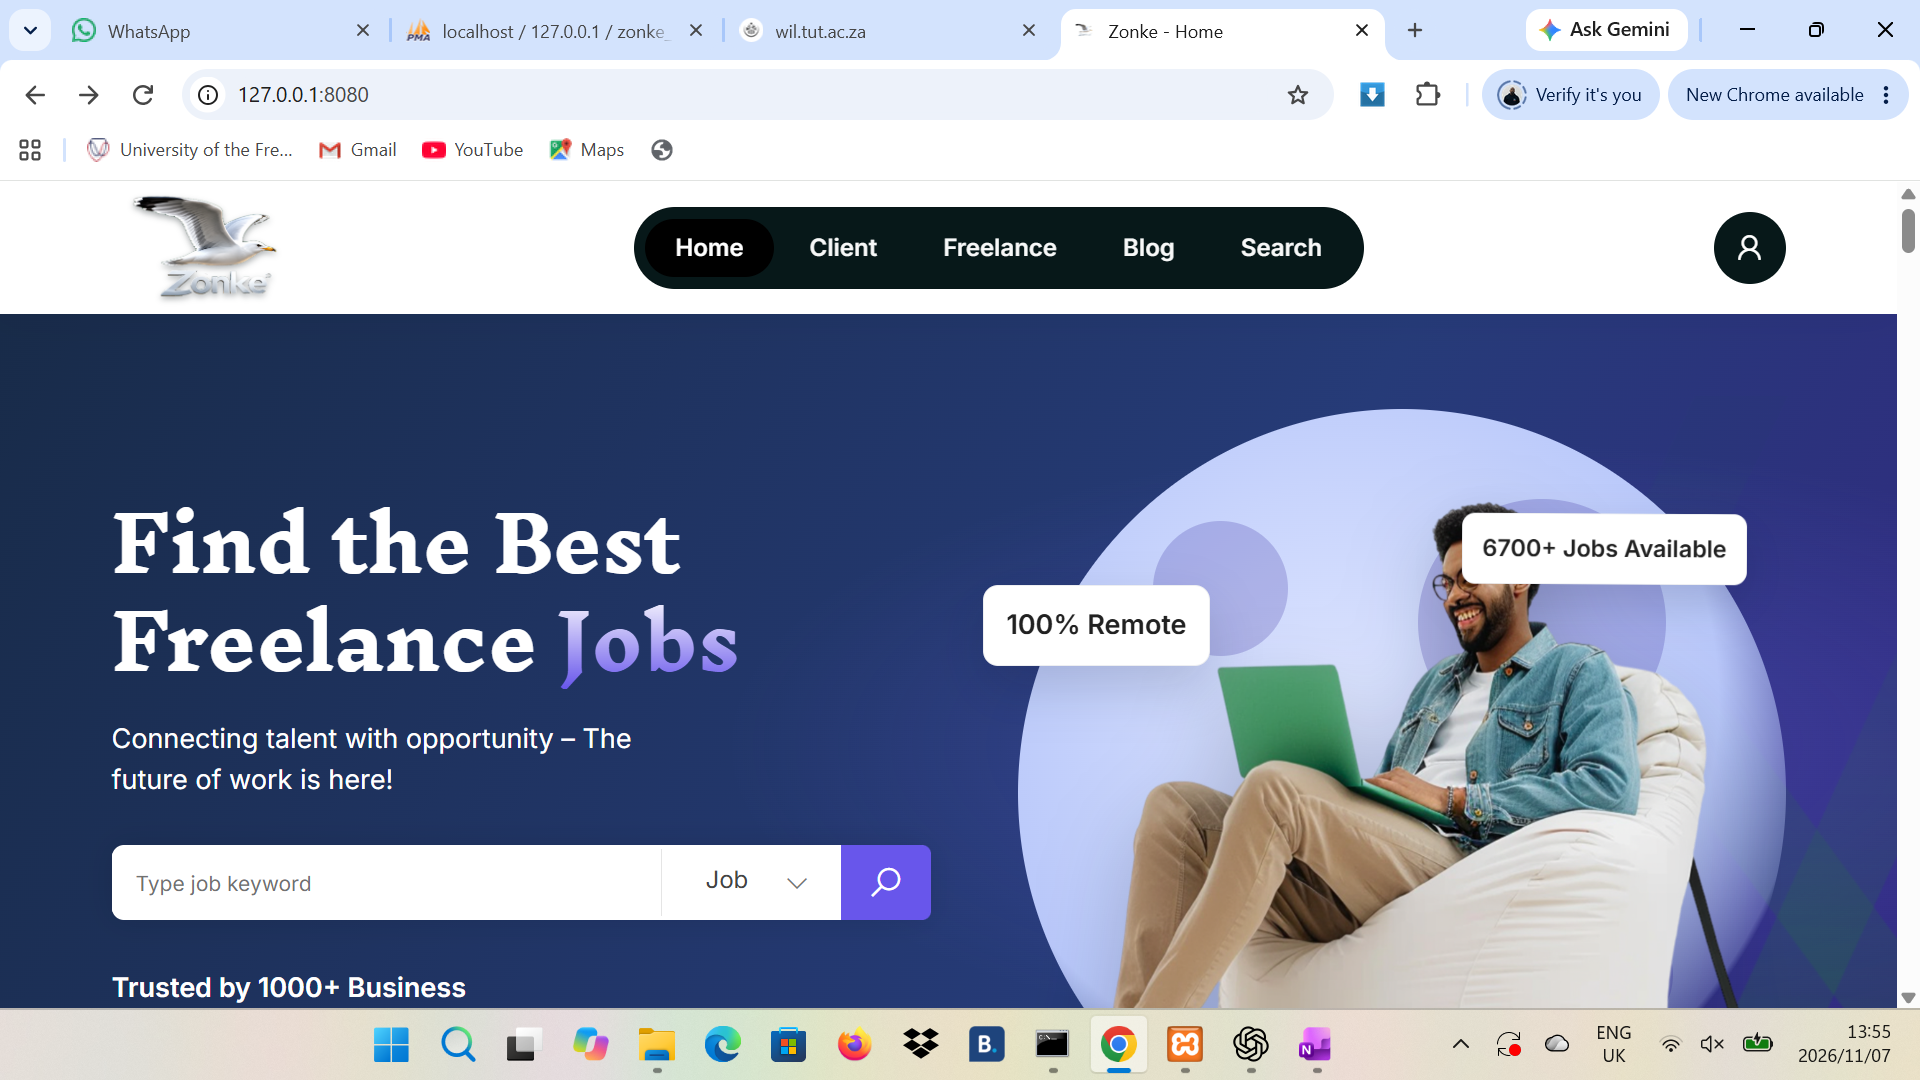 WhatsApp
localhost / 127.0.0.1 / zonke_
wil.tut.ac.za
Zonke - Home
Ask Gemini
127.0.0.1:8080
Verify it's you
New Chrome available
University of the Fre...
Gmail
YouTube
Maps
Zonke
Home
Client
Freelance
Blog
Search
Find the Best
Freelance Jobs
Connecting talent with opportunity – The
future of work is here!
Type job keyword
Job
Trusted by 1000+ Business
100% Remote
6700+ Jobs Available
ENG
UK
13:55
2026/11/07